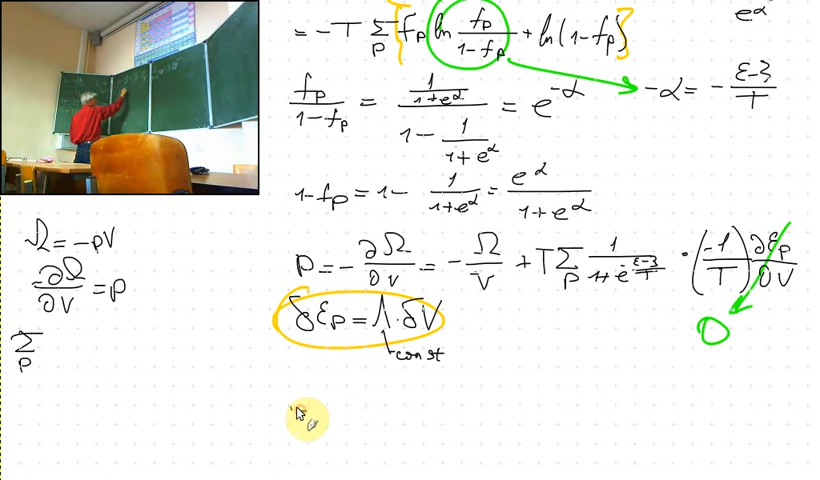 = -T Σ_p { f_p ln f_p/(1-f_p) + ln(1-f_p) }
e^α
f_p/(1-f_p) = (1/(1+e^α))/(1 - 1/(1+e^α)) = e^{-α}
-α = - (ε-ζ)/T
1-f_p = 1 - 1/(1+e^α) = e^α/(1+e^α)
Ω = -pV
-∂Ω/∂V = p
Σ_p
p = - ∂Ω/∂V = - Ω/V + T Σ_p 1/(1+e^{-(ε-ζ)/T}) · (-1/T) ∂ε_p/∂V
0
δε_p = Λ·δV
const